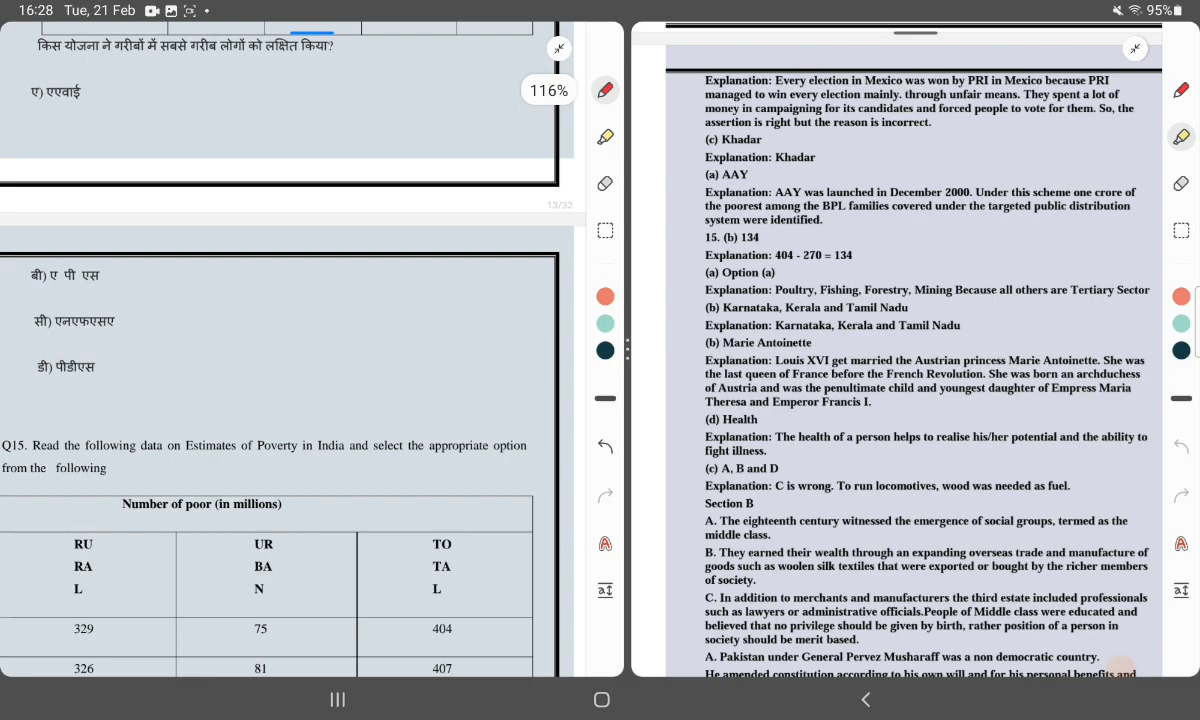 16:28 Tue, 21 Feb
95%
किस योजना ने गरीबों में सबसे गरीब लोगों को लक्षित किया?
116%
ए) एएवाई
13/32
बी) ए पी एस
सी) एनएफएसए
डी) पीडीएस
Q15. Read the following data on Estimates of Poverty in India and select the appropriate option
from the following
Number of poor (in millions)
RU UR TO
RA BA TA
L N L
329 75 404
326 81 407
Explanation: Every election in Mexico was won by PRI in Mexico because PRI
managed to win every election mainly. through unfair means. They spent a lot of
money in campaigning for its candidates and forced people to vote for them. So, the
assertion is right but the reason is incorrect.
(c) Khadar
Explanation: Khadar
(a) AAY
Explanation: AAY was launched in December 2000. Under this scheme one crore of
the poorest among the BPL families covered under the targeted public distribution
system were identified.
15. (b) 134
Explanation: 404 - 270 = 134
(a) Option (a)
Explanation: Poultry, Fishing, Forestry, Mining Because all others are Tertiary Sector
(b) Karnataka, Kerala and Tamil Nadu
Explanation: Karnataka, Kerala and Tamil Nadu
(b) Marie Antoinette
Explanation: Louis XVI get married the Austrian princess Marie Antoinette. She was
the last queen of France before the French Revolution. She was born an archduchess
of Austria and was the penultimate child and youngest daughter of Empress Maria
Theresa and Emperor Francis I.
(d) Health
Explanation: The health of a person helps to realise his/her potential and the ability to
fight illness.
(c) A, B and D
Explanation: C is wrong. To run locomotives, wood was needed as fuel.
Section B
A. The eighteenth century witnessed the emergence of social groups, termed as the
middle class.
B. They earned their wealth through an expanding overseas trade and manufacture of
goods such as woolen silk textiles that were exported or bought by the richer members
of society.
C. In addition to merchants and manufacturers the third estate included professionals
such as lawyers or administrative officials.People of Middle class were educated and
believed that no privilege should be given by birth, rather position of a person in
society should be merit based.
A. Pakistan under General Pervez Musharaff was a non democratic country.
He amended constitution according to his own will and for his personal benefits and